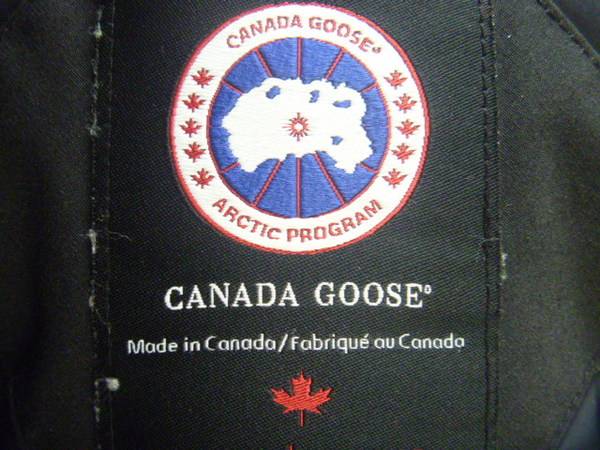 CANADA GOOSE®
ARCTIC PROGRAM
CANADA GOOSE®
Made in Canada/Fabriqué au Canada